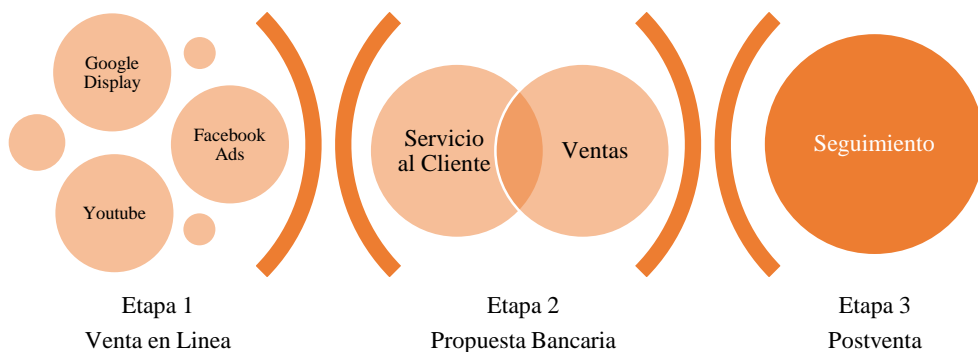 Google
Display
Facebook
Ads
Youtube
Servicio
al Cliente
Ventas
Seguimiento
Etapa 1
Venta en Linea
Etapa 2
Propuesta Bancaria
Etapa 3
Postventa